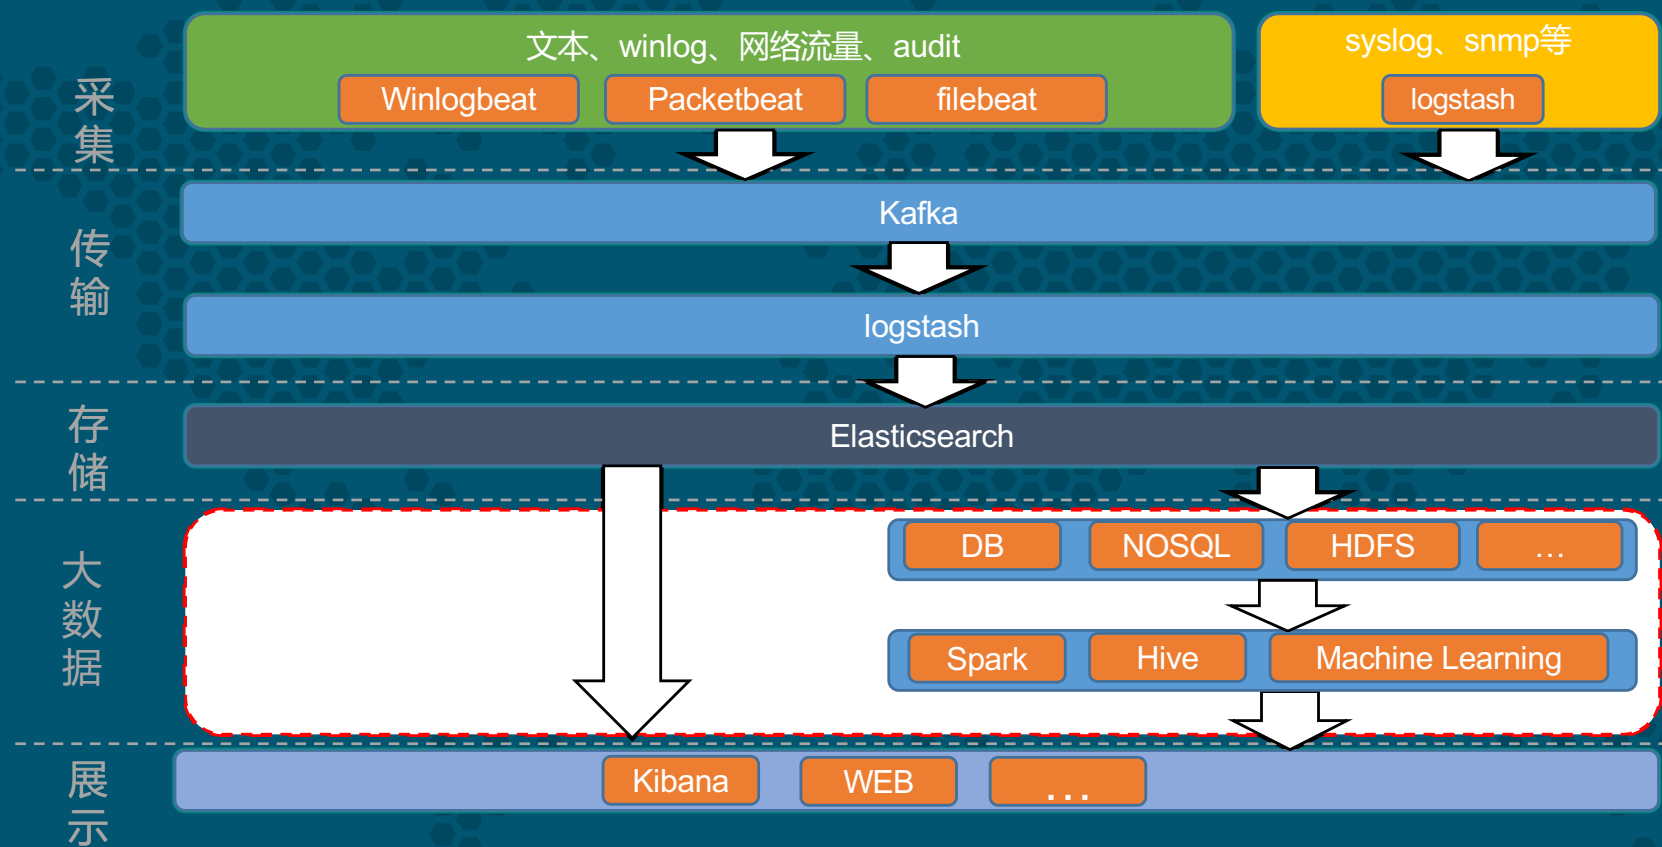 采集
文本、winlog、网络流量、audit
Winlogbeat
Packetbeat
filebeat
syslog、snmp等
logstash
传输
Kafka
logstash
存储
Elasticsearch
大数据
DB
NOSQL
HDFS
...
Spark
Hive
Machine Learning
展示
Kibana
WEB
...